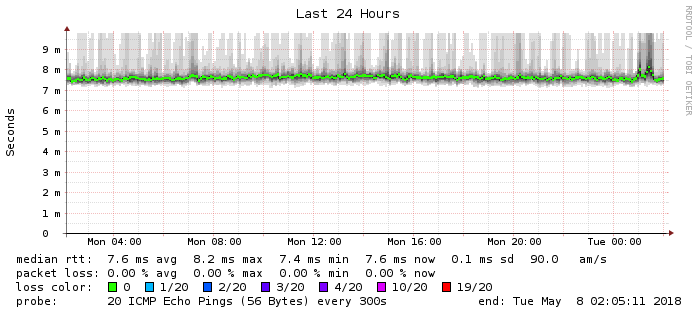 Last 24 Hours
RRDTOOL / TOBI OETIKER
Seconds
9 m
8 m
7 m
6 m
5 m
4 m
3 m
2 m
1 m
0
Mon 04:00 Mon 08:00 Mon 12:00 Mon 16:00 Mon 20:00 Tue 00:00
median rtt: 7.6 ms avg 8.2 ms max 7.4 ms min 7.6 ms now 0.1 ms sd 90.0 am/s
packet loss: 0.00 % avg 0.00 % max 0.00 % min 0.00 % now
loss color: 0 1/20 2/20 3/20 4/20 10/20 19/20
probe: 20 ICMP Echo Pings (56 Bytes) every 300s end: Tue May 8 02:05:11 2018